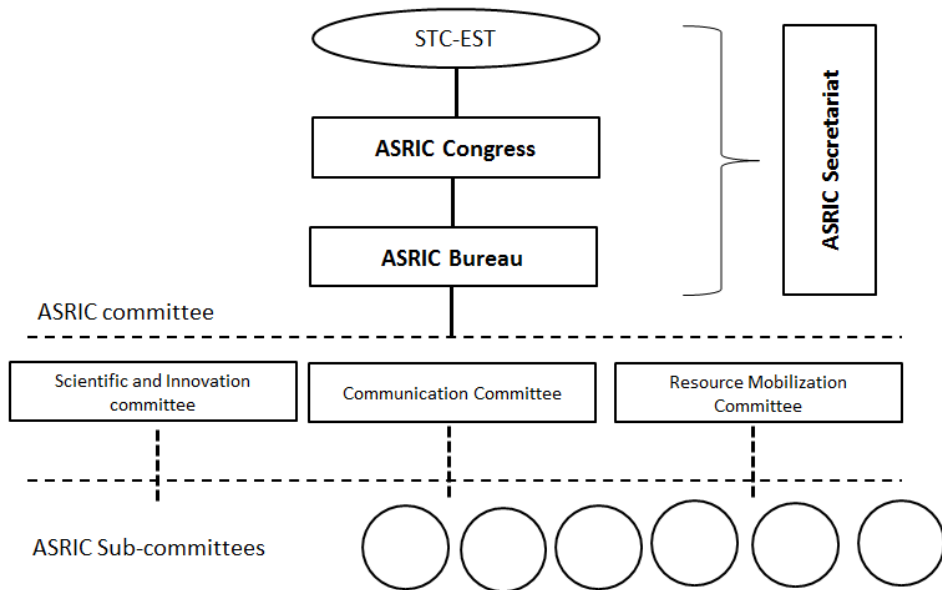 STC-EST
ASRIC Congress
ASRIC Bureau
ASRIC Secretariat
ASRIC committee
Scientific and Innovation
committee
Communication Committee
Resource Mobilization
Committee
ASRIC Sub-committees